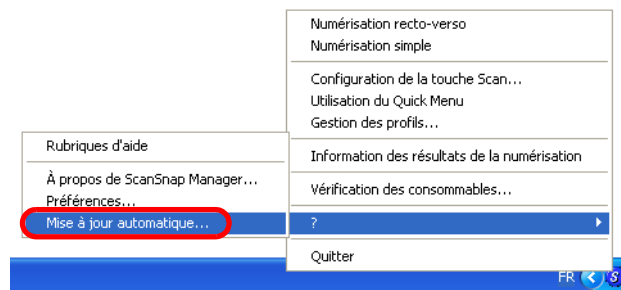 Numérisation recto-verso
Numérisation simple
Configuration de la touche Scan...
Utilisation du Quick Menu
Gestion des profils...
Information des résultats de la numérisation
Vérification des consommables...
?
Quitter
Rubriques d'aide
À propos de ScanSnap Manager...
Préférences...
Mise à jour automatique...
FR
S